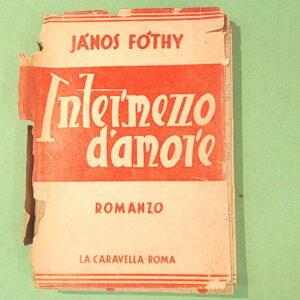 JÁNOS FÓTHY
Intermezzo
d'amore
ROMANZO
LA CARAVELLA-ROMA